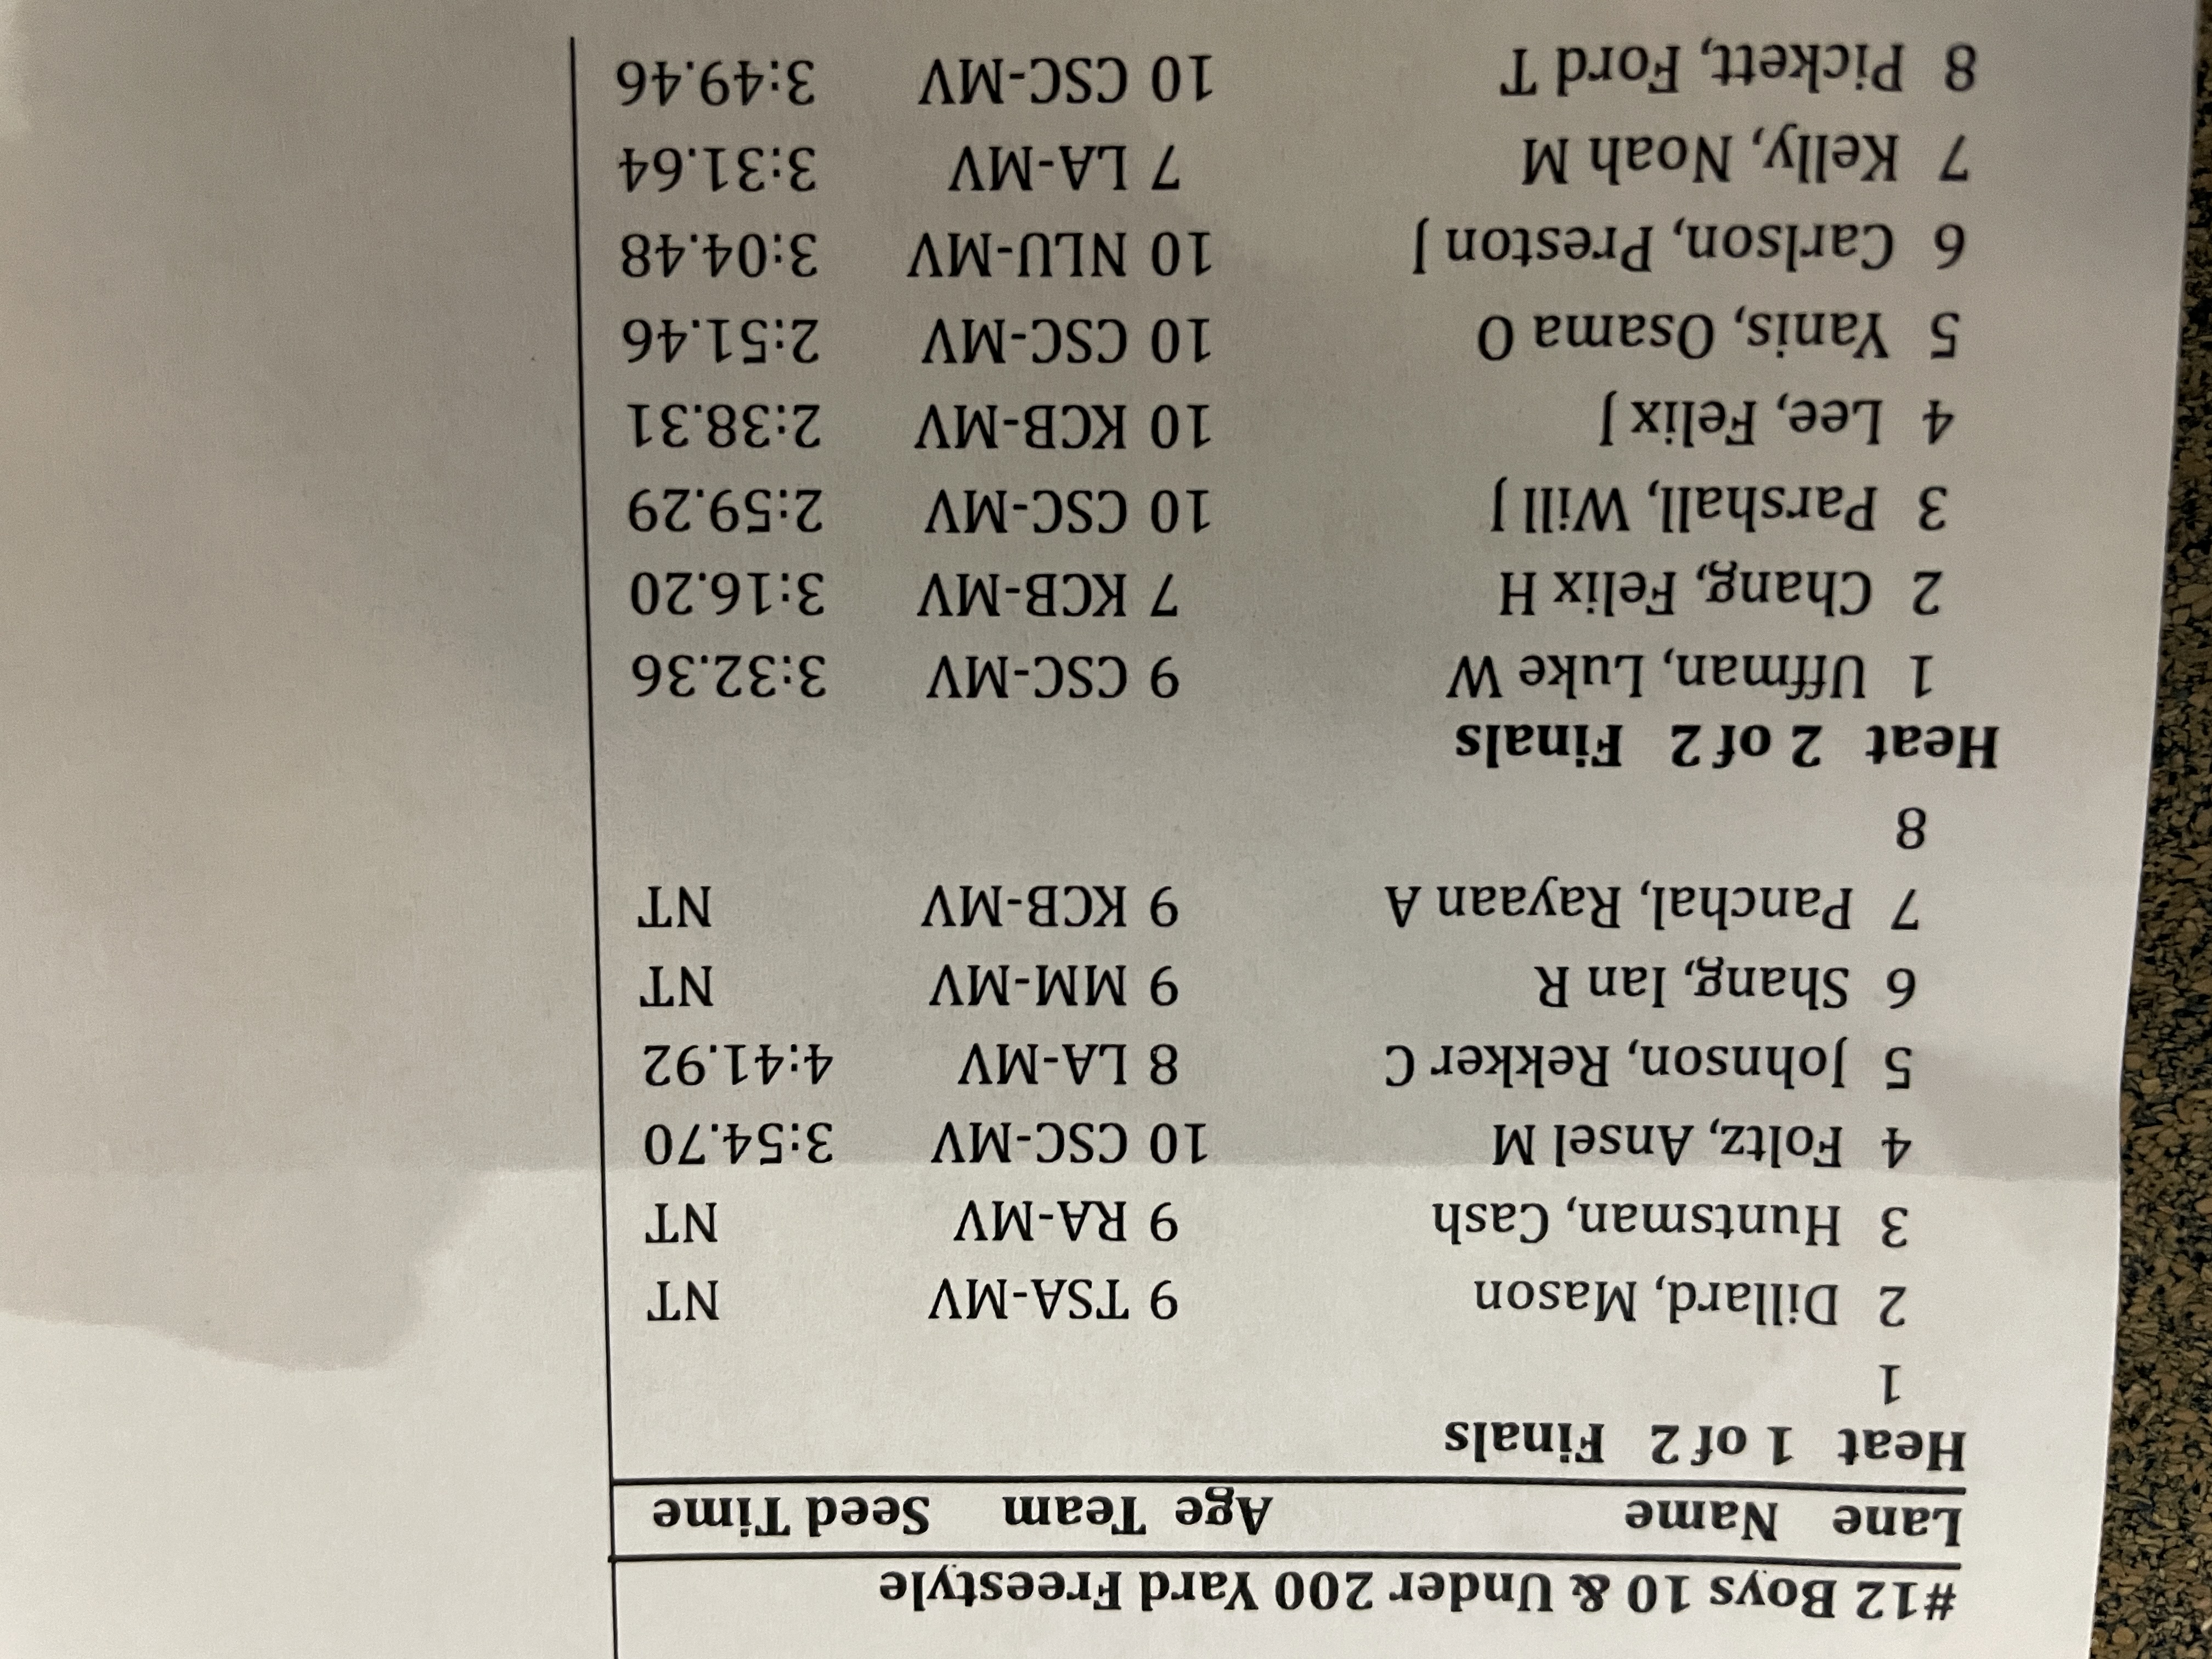 #12 Boys 10 & Under 200 Yard Freestyle
Lane Name Age Team Seed Time
Heat 1 of 2 Finals
1
2 Dillard, Mason 9 TSA-MV NT
3 Huntsman, Cash 9 RA-MV NT
4 Foltz, Ansel M 10 CSC-MV 3:54.70
5 Johnson, Rekker C 8 LA-MV 4:41.92
6 Shang, Ian R 9 MM-MV NT
7 Panchal, Rayaan A 9 KCB-MV NT
8
Heat 2 of 2 Finals
1 Uffman, Luke W 9 CSC-MV 3:32.36
2 Chang, Felix H 7 KCB-MV 3:16.20
3 Parshall, Will J 10 CSC-MV 2:59.29
4 Lee, Felix J 10 KCB-MV 2:38.31
5 Yanis, Osama O 10 CSC-MV 2:51.46
6 Carlson, Preston J 10 NLU-MV 3:04.48
7 Kelly, Noah M 7 LA-MV 3:31.64
8 Pickett, Ford T 10 CSC-MV 3:49.46